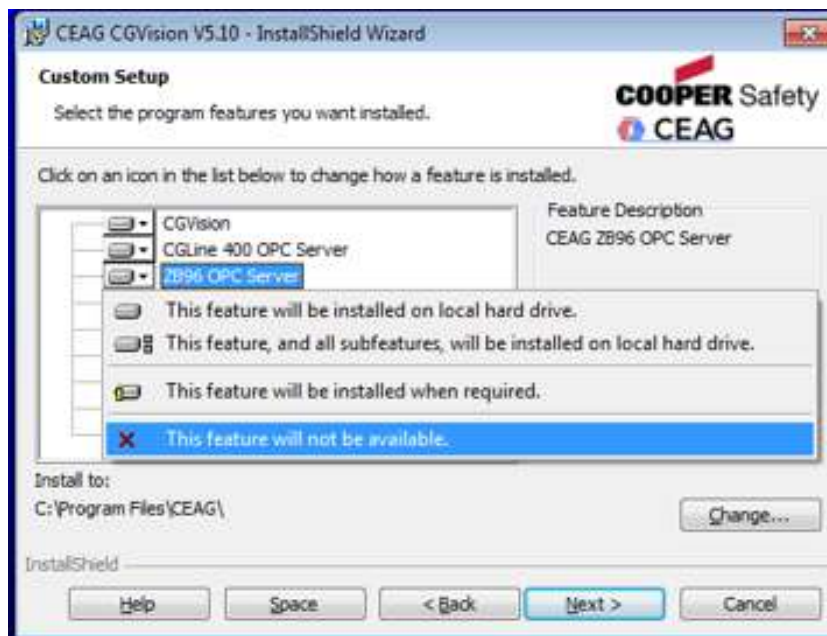 CEAG CGVision V5.10 - InstallShield Wizard
Custom Setup
Select the program features you want installed.
COOPER Safety
CEAG
Click on an icon in the list below to change how a feature is installed.
CGVision
CGLine 400 OPC Server
ZB96 OPC Server
Feature Description
CEAG ZB96 OPC Server
This feature will be installed on local hard drive.
This feature, and all subfeatures, will be installed on local hard drive.
This feature will be installed when required.
This feature will not be available.
Install to:
C:\Program Files\CEAG\
Change...
InstallShield
Help
Space
< Back
Next >
Cancel